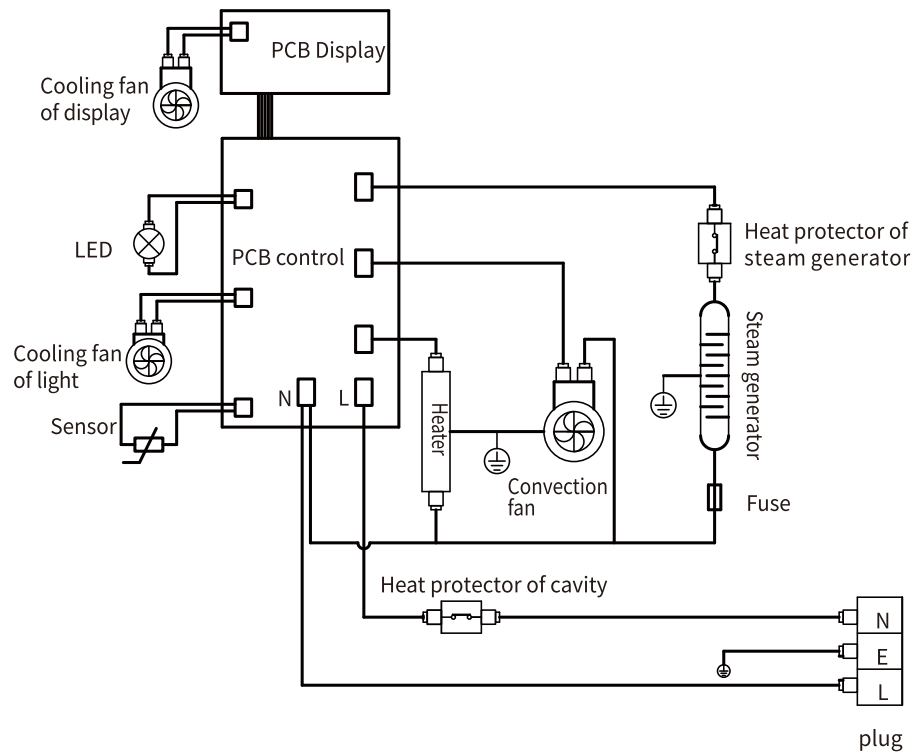 PCB Display
Cooling fan
of display
Heat protector of
steam generator
LED
PCB control
Steam generator
Cooling fan
of light
N
L
Heater
Sensor
Convection
fan
Fuse
Heat protector of cavity
N
E
L
plug